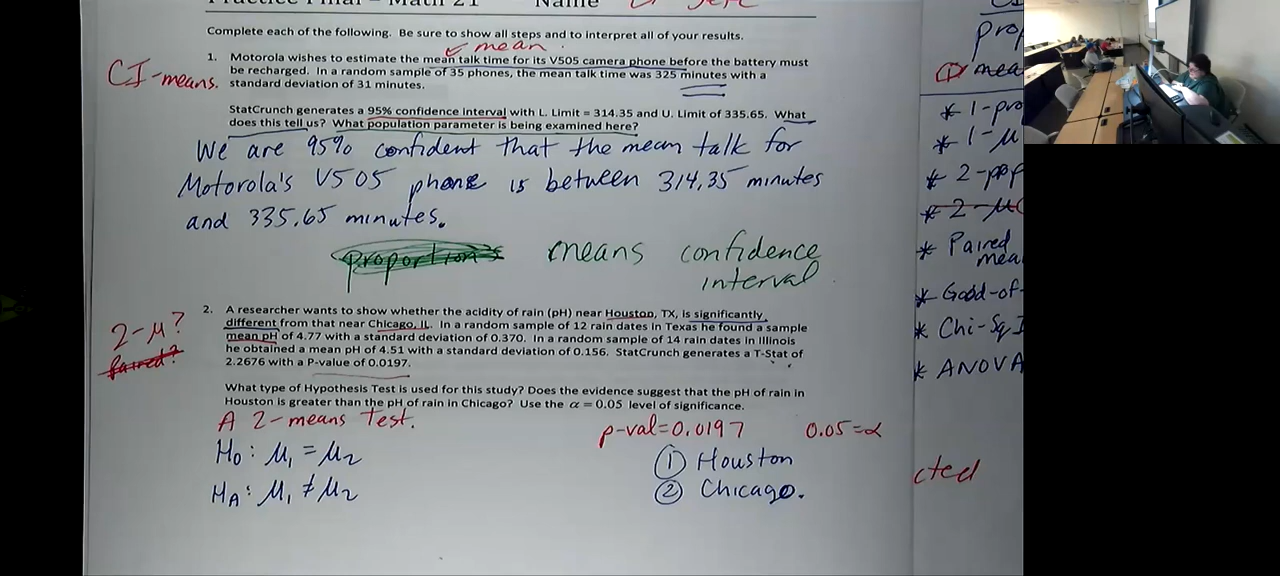 Practice Final – Math 21 Name
Complete each of the following. Be sure to show all steps and to interpret all of your results.
mean
1. Motorola wishes to estimate the mean talk time for its V505 camera phone before the battery must
be recharged. In a random sample of 35 phones, the mean talk time was 325 minutes with a
standard deviation of 31 minutes.
CI-means.
StatCrunch generates a 95% confidence interval with L. Limit = 314.35 and U. Limit of 335.65. What
does this tell us? What population parameter is being examined here?
We are 95% confident that the mean talk for
Motorola's V505 phone is between 314.35 minutes
and 335.65 minutes.
proportions means confidence
interval
2. A researcher wants to show whether the acidity of rain (pH) near Houston, TX, is significantly
different from that near Chicago, IL. In a random sample of 12 rain dates in Texas he found a sample
mean pH of 4.77 with a standard deviation of 0.370. In a random sample of 14 rain dates in Illinois
he obtained a mean pH of 4.51 with a standard deviation of 0.156. StatCrunch generates a T-Stat of
2.2676 with a P-value of 0.0197.
2-μ?
paired?
What type of Hypothesis Test is used for this study? Does the evidence suggest that the pH of rain in
Houston is greater than the pH of rain in Chicago? Use the α = 0.05 level of significance.
A 2-means Test.
p-val=0.0197 0.05=α
H₀: μ₁ = μ₂
① Houston
H_A: μ₁ ≠ μ₂
② Chicago.
prop
① mea
* 1-pro
* 1-μ
* 2-pop
* 2-μ
* Paired
mea
* Good-of-
* Chi-Sq I
* ANOVA
cted